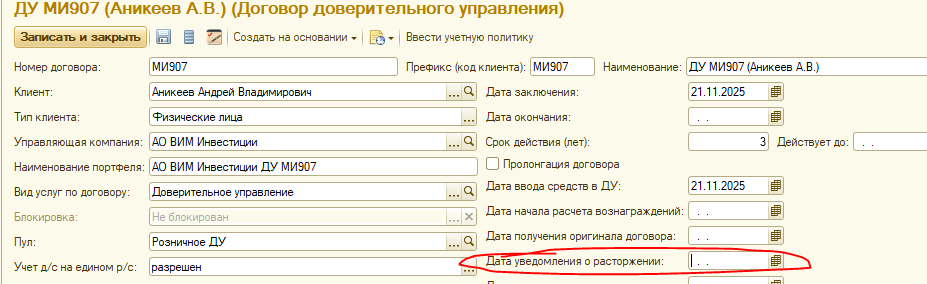 ДУ МИ907 (Аникеев А.В.) (Договор доверительного управления)
Записать и закрыть Создать на основании Ввести учетную политику
Номер договора: МИ907 Префикс (код клиента): МИ907 Наименование: ДУ МИ907 (Аникеев А.В.)
Клиент: Аникеев Андрей Владимирович ... Дата заключения: 21.11.2025
Тип клиента: Физические лица ... Дата окончания: . .
Управляющая компания: АО ВИМ Инвестиции ... Срок действия (лет): 3 Действует до: . .
Наименование портфеля: АО ВИМ Инвестиции ДУ МИ907 Пролонгация договора
Вид услуг по договору: Доверительное управление ... Дата ввода средств в ДУ: 21.11.2025
Блокировка: Не блокирован ... Дата начала расчета вознаграждений: . .
Пул: Розничное ДУ ... Дата получения оригинала договора: . .
Учет д/с на едином р/с: разрешен ... Дата уведомления о расторжении: . .